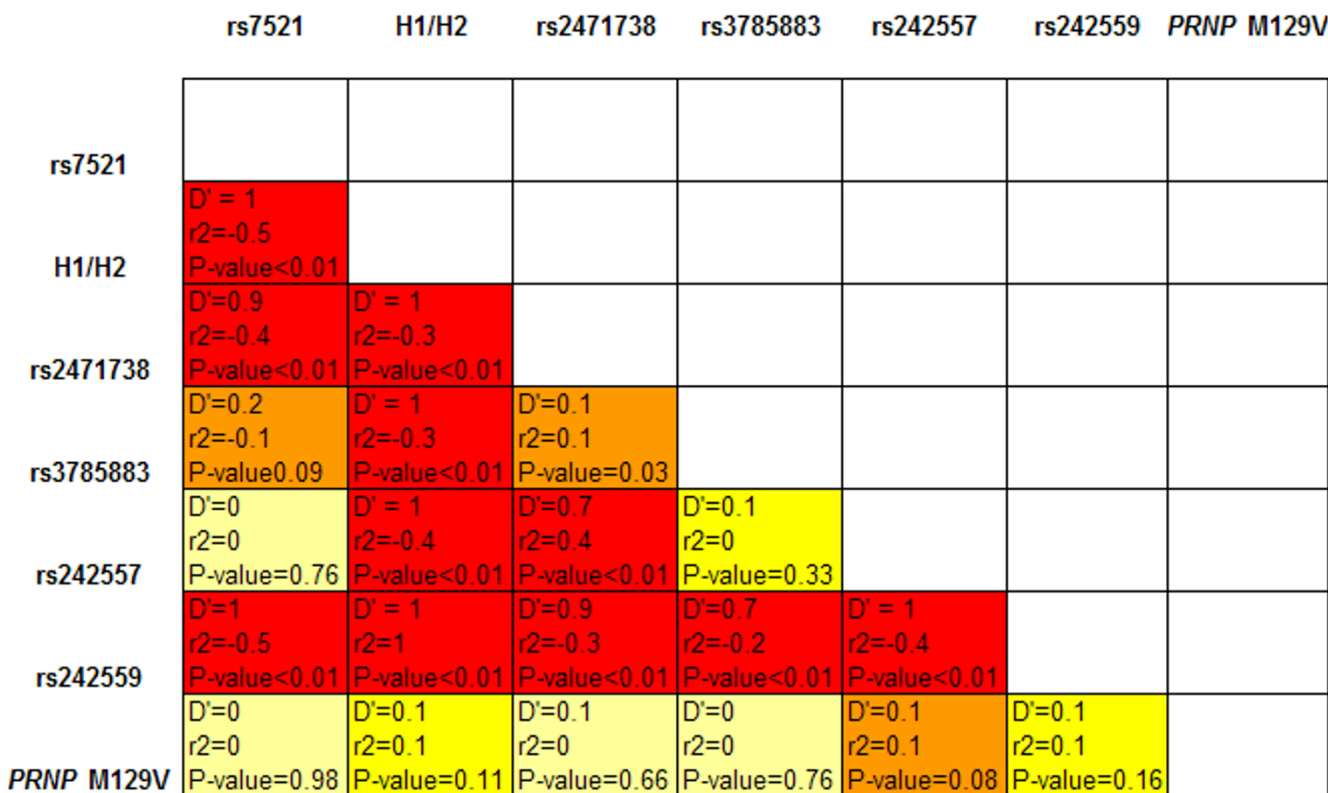 rs7521 H1/H2 rs2471738 rs3785883 rs242557 rs242559 PRNP M129V
rs7521
D' = 1
r2=-0.5
H1/H2 P-value<0.01
D'=0.9 D' = 1
r2=-0.4 r2=-0.3
rs2471738 P-value<0.01 P-value<0.01
D'=0.2 D' = 1 D'=0.1
r2=-0.1 r2=-0.3 r2=0.1
rs3785883 P-value0.09 P-value<0.01 P-value=0.03
D'=0 D' = 1 D'=0.7 D'=0.1
r2=0 r2=-0.4 r2=0.4 r2=0
rs242557 P-value=0.76 P-value<0.01 P-value<0.01 P-value=0.33
D'=1 D' = 1 D'=0.9 D'=0.7 D' = 1
r2=-0.5 r2=1 r2=-0.3 r2=-0.2 r2=-0.4
rs242559 P-value<0.01 P-value<0.01 P-value<0.01 P-value<0.01 P-value<0.01
D'=0 D'=0.1 D'=0.1 D'=0 D'=0.1 D'=0.1
r2=0 r2=0.1 r2=0 r2=0 r2=0.1 r2=0.1
PRNP M129V P-value=0.98 P-value=0.11 P-value=0.66 P-value=0.76 P-value=0.08 P-value=0.16